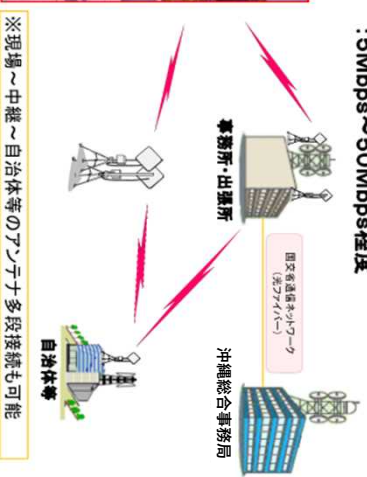 :5Mbps～50Mbps程度
国交省通信ネットワーク
(光ファイバー)
事務所・出張所
沖縄総合事務局
自治体等
※現場～中継～自治体等のアンテナ多段接続も可能